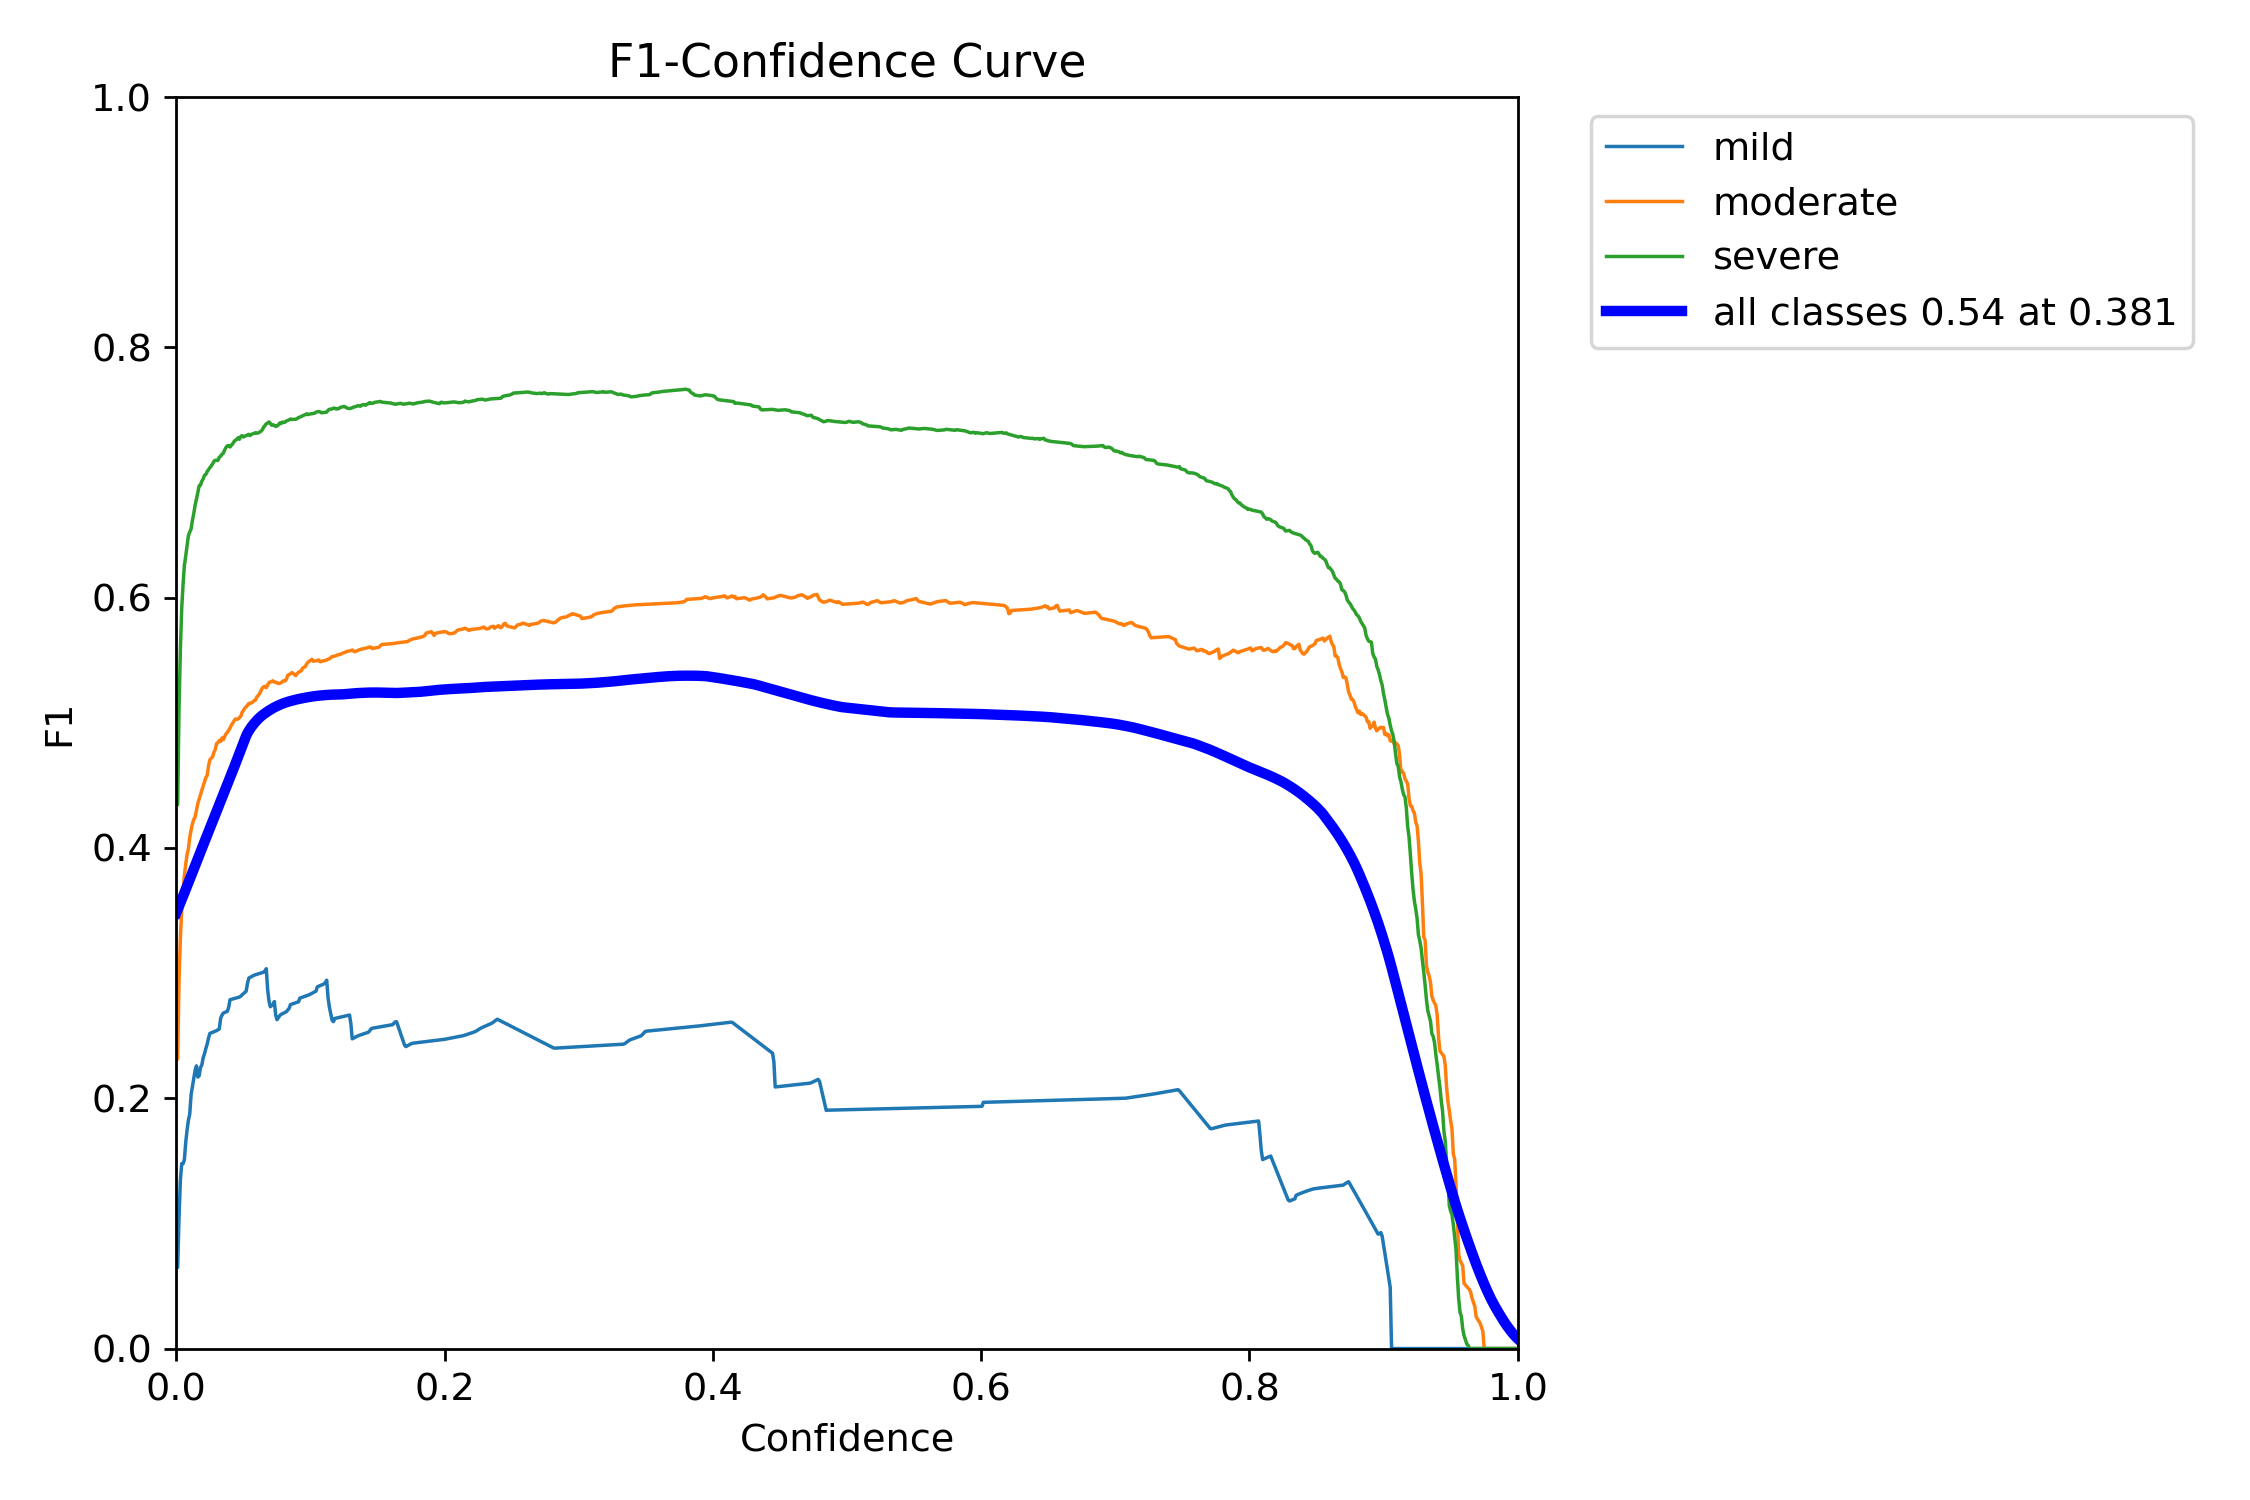 F1-Confidence Curve
1.0
0.8
0.6
0.4
0.2
0.0
F1
0.0 0.2 0.4 0.6 0.8 1.0
Confidence
mild
moderate
severe
all classes 0.54 at 0.381